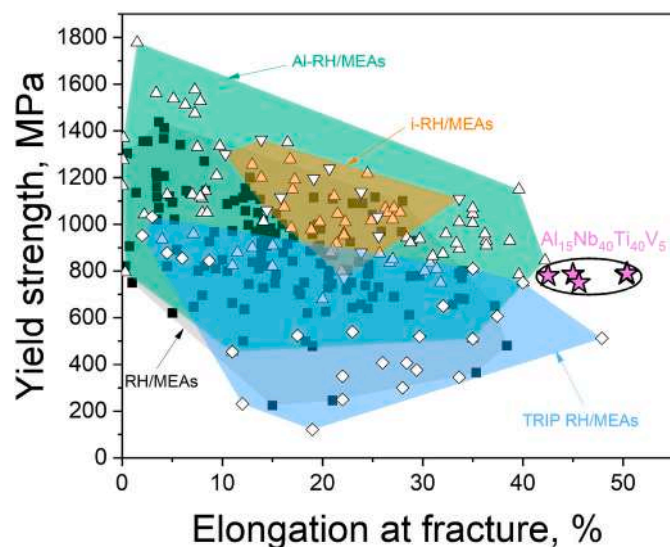 1800
1600
1400
1200
1000
800
600
400
200
0
Yield strength, MPa
Al-RH/MEAs
i-RH/MEAs
Al₁₅Nb₄₀Ti₄₀V₅
RH/MEAs
TRIP RH/MEAs
0 10 20 30 40 50
Elongation at fracture, %